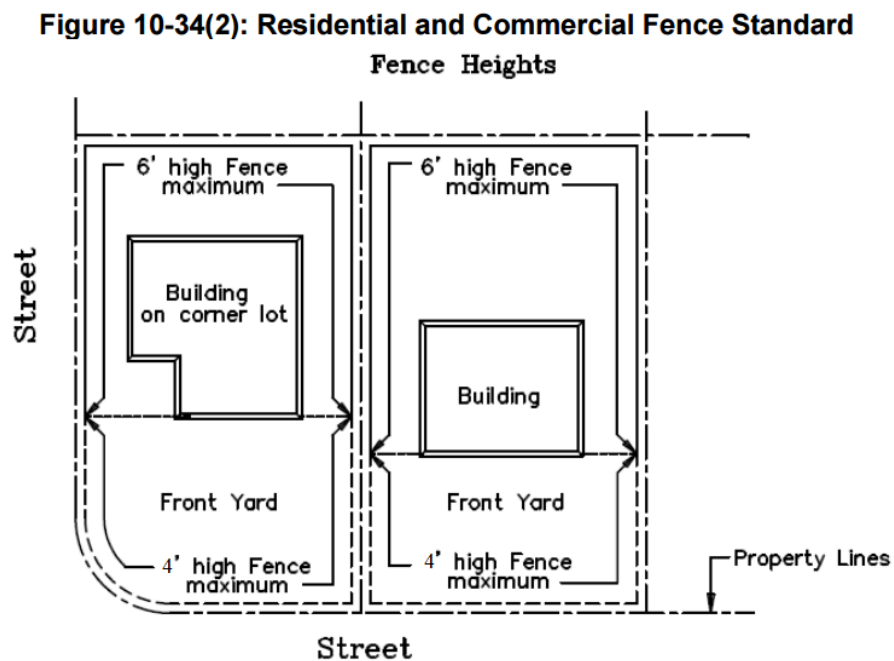 Figure 10-34(2): Residential and Commercial Fence Standard
Fence Heights
6' high Fence
maximum
6' high Fence
maximum
Street
Building
on corner lot
Building
Front Yard
Front Yard
4' high Fence
maximum
4' high Fence
maximum
Property Lines
Street